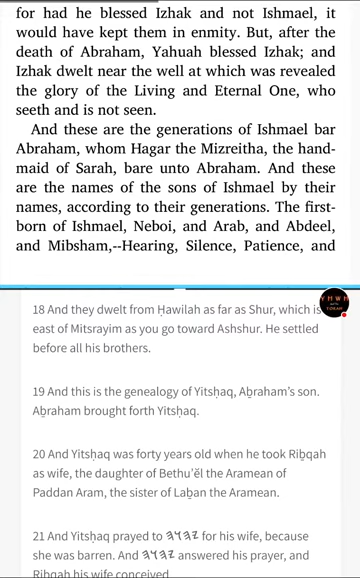 for had he blessed Izhak and not Ishmael, it
would have kept them in enmity. But, after the
death of Abraham, Yahuah blessed Izhak; and
Izhak dwelt near the well at which was revealed
the glory of the Living and Eternal One, who
seeth and is not seen.
And these are the generations of Ishmael bar
Abraham, whom Hagar the Mizreitha, the hand-
maid of Sarah, bare unto Abraham. And these
are the names of the sons of Ishmael by their
names, according to their generations. The first-
born of Ishmael, Neboi, and Arab, and Abdeel,
and Mibsham,--Hearing, Silence, Patience, and
18 And they dwelt from Ḥawilah as far as Shur, which is
east of Mitsrayim as you go toward Ashshur. He settled
before all his brothers.
19 And this is the genealogy of Yitsḥaq, Aḇraham’s son.
Aḇraham brought forth Yitsḥaq.
20 And Yitsḥaq was forty years old when he took Riḇqah
as wife, the daughter of Bethu’ĕl the Aramean of
Paddan Aram, the sister of Laḇan the Aramean.
21 And Yitsḥaq prayed to 𐤉𐤄𐤅𐤄 for his wife, because
she was barren. And 𐤉𐤄𐤅𐤄 answered his prayer, and
Riḇqah his wife conceived